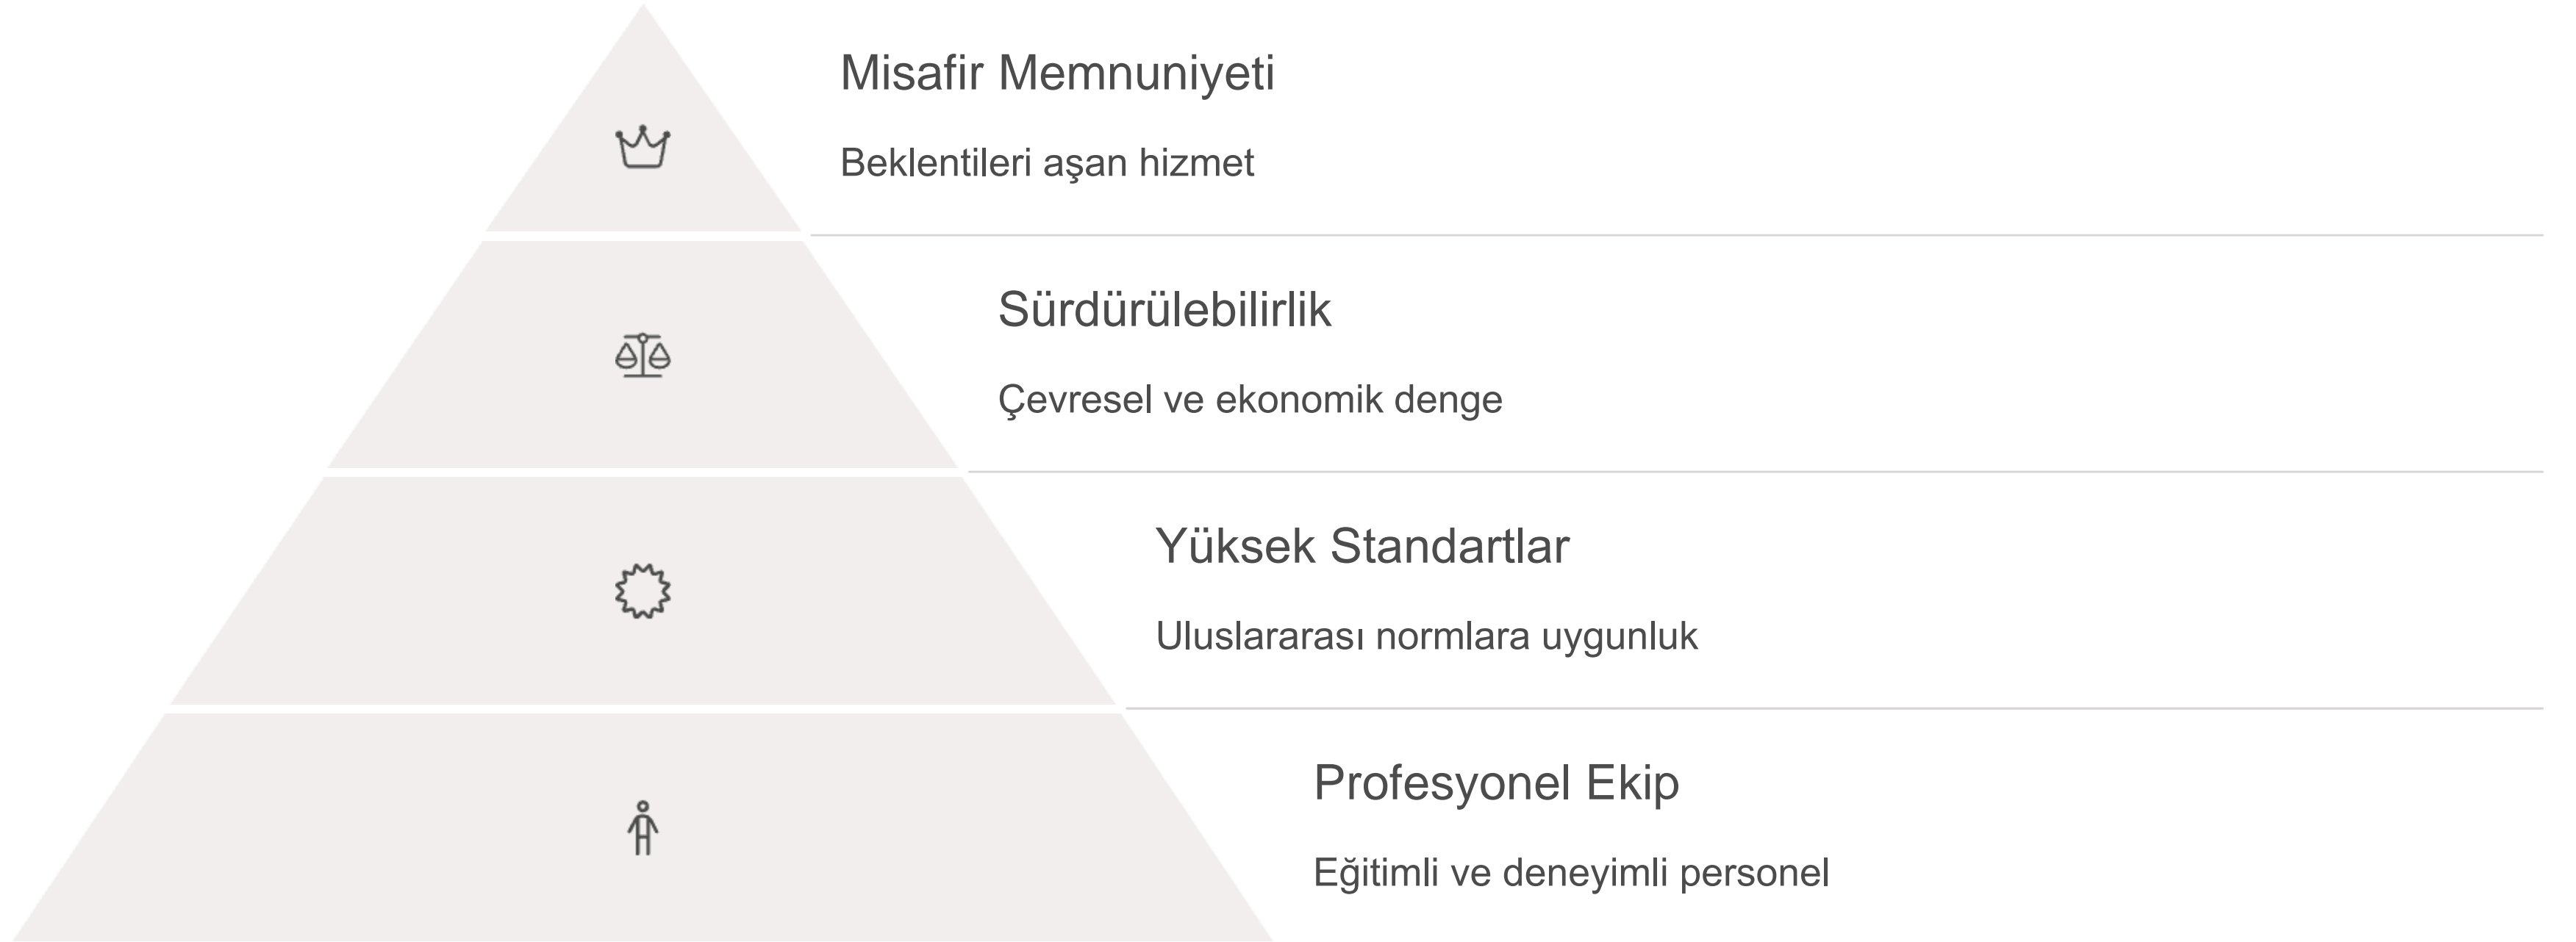 Misafir Memnuniyeti
Beklentileri aşan hizmet
Sürdürülebilirlik
Çevresel ve ekonomik denge
Yüksek Standartlar
Uluslararası normlara uygunluk
Profesyonel Ekip
Eğitimli ve deneyimli personel